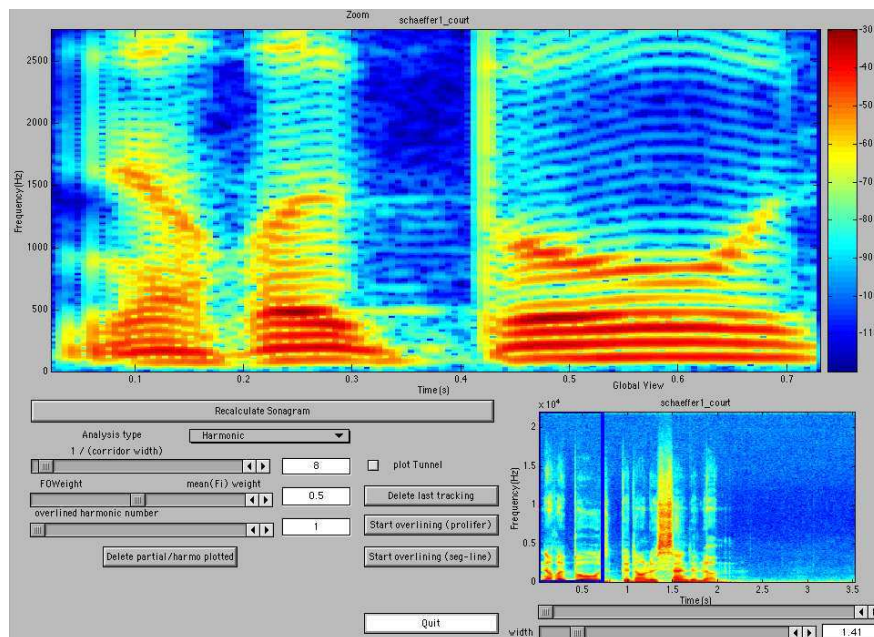 Zoom
schaeffer1_court
Frequency(Hz)
2500
2000
1500
1000
500
0
0.1
0.2
0.3
0.4
0.5
0.6
0.7
Time(s)
-30
-40
-50
-60
-70
-80
-90
-100
-110
Global View
Recalculate Sonagram
Analysis type
Harmonic
1 / (corridor width)
8
plot Tunnel
F0Weight
mean(Fi) weight
0.5
Delete last tracking
overlined harmonic number
1
Start overlining (prolifer)
Delete partial/harmo plotted
Start overlining (seg-line)
Quit
schaeffer1_court
× 10⁴
Frequency(Hz)
2
1.5
1
0.5
0
0.5
1
1.5
2
2.5
3
3.5
Time(s)
width
1.41